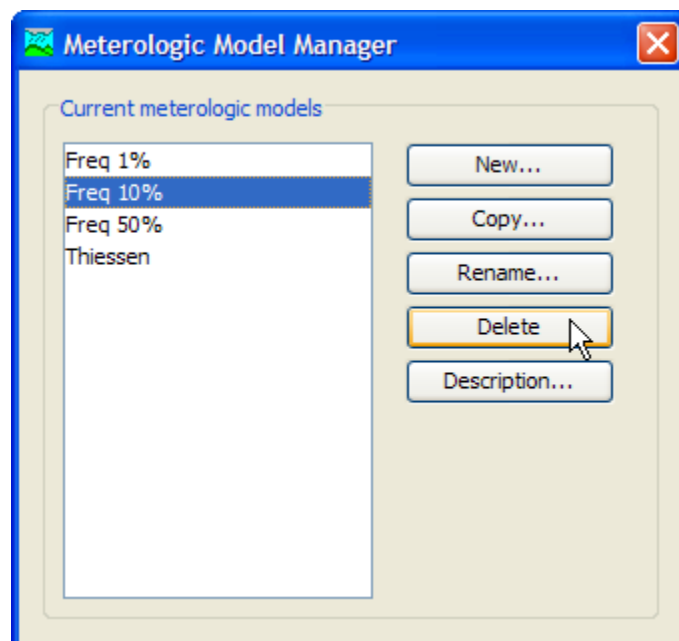 Meterologic Model Manager
Current meterologic models
Freq 1%
Freq 10%
Freq 50%
Thiessen
New...
Copy...
Rename...
Delete
Description...